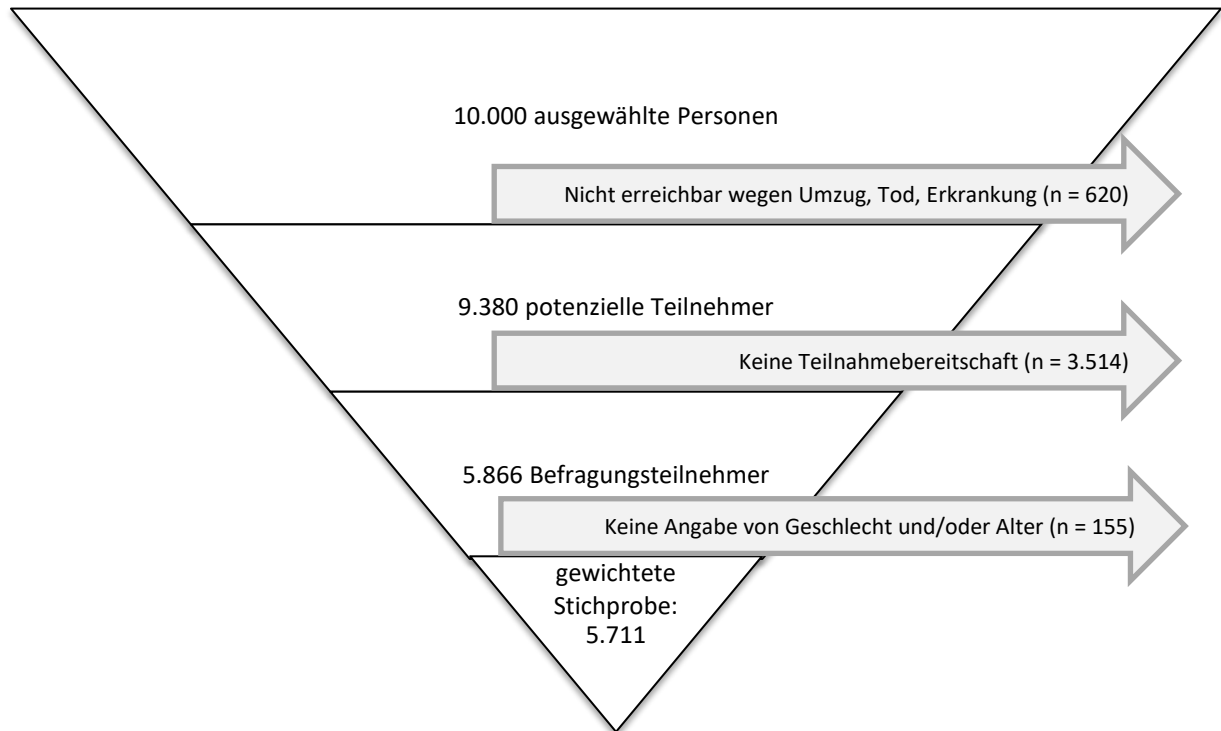 10.000 ausgewählte Personen
Nicht erreichbar wegen Umzug, Tod, Erkrankung (n = 620)
9.380 potenzielle Teilnehmer
Keine Teilnahmebereitschaft (n = 3.514)
5.866 Befragungsteilnehmer
Keine Angabe von Geschlecht und/oder Alter (n = 155)
gewichtete
Stichprobe:
5.711